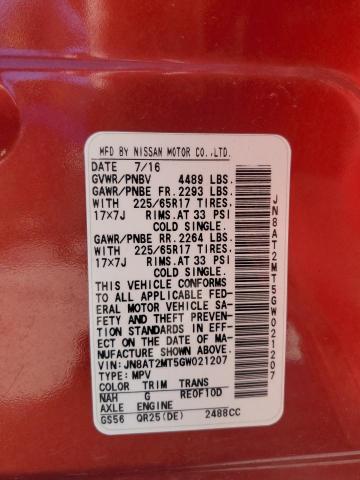 MFD BY NISSAN MOTOR CO.,LTD.
DATE 7/16
GVWR/PNBV 4489 LBS.
GAWR/PNBE FR. 2293 LBS.
WITH 225/65R17 TIRES.
17×7J RIMS.AT 33 PSI
COLD SINGLE.
GAWR/PNBE RR. 2264 LBS.
WITH 225/65R17 TIRES.
17×7J RIMS.AT 33 PSI
COLD SINGLE.
THIS VEHICLE CONFORMS
TO ALL APPLICABLE FED-
ERAL MOTOR VEHICLE SA-
FETY AND THEFT PREVEN-
TION STANDARDS IN EFF-
ECT ON THE DATE OF MA-
NUFACTURE SHOWN ABOVE.
VIN: JN8AT2MT5GW021207
TYPE: MPV
COLOR TRIM TRANS
NAH G RE0F10D
AXLE ENGINE
GS56 QR25(DE) 2488CC
JN8AT2MT5GW021207